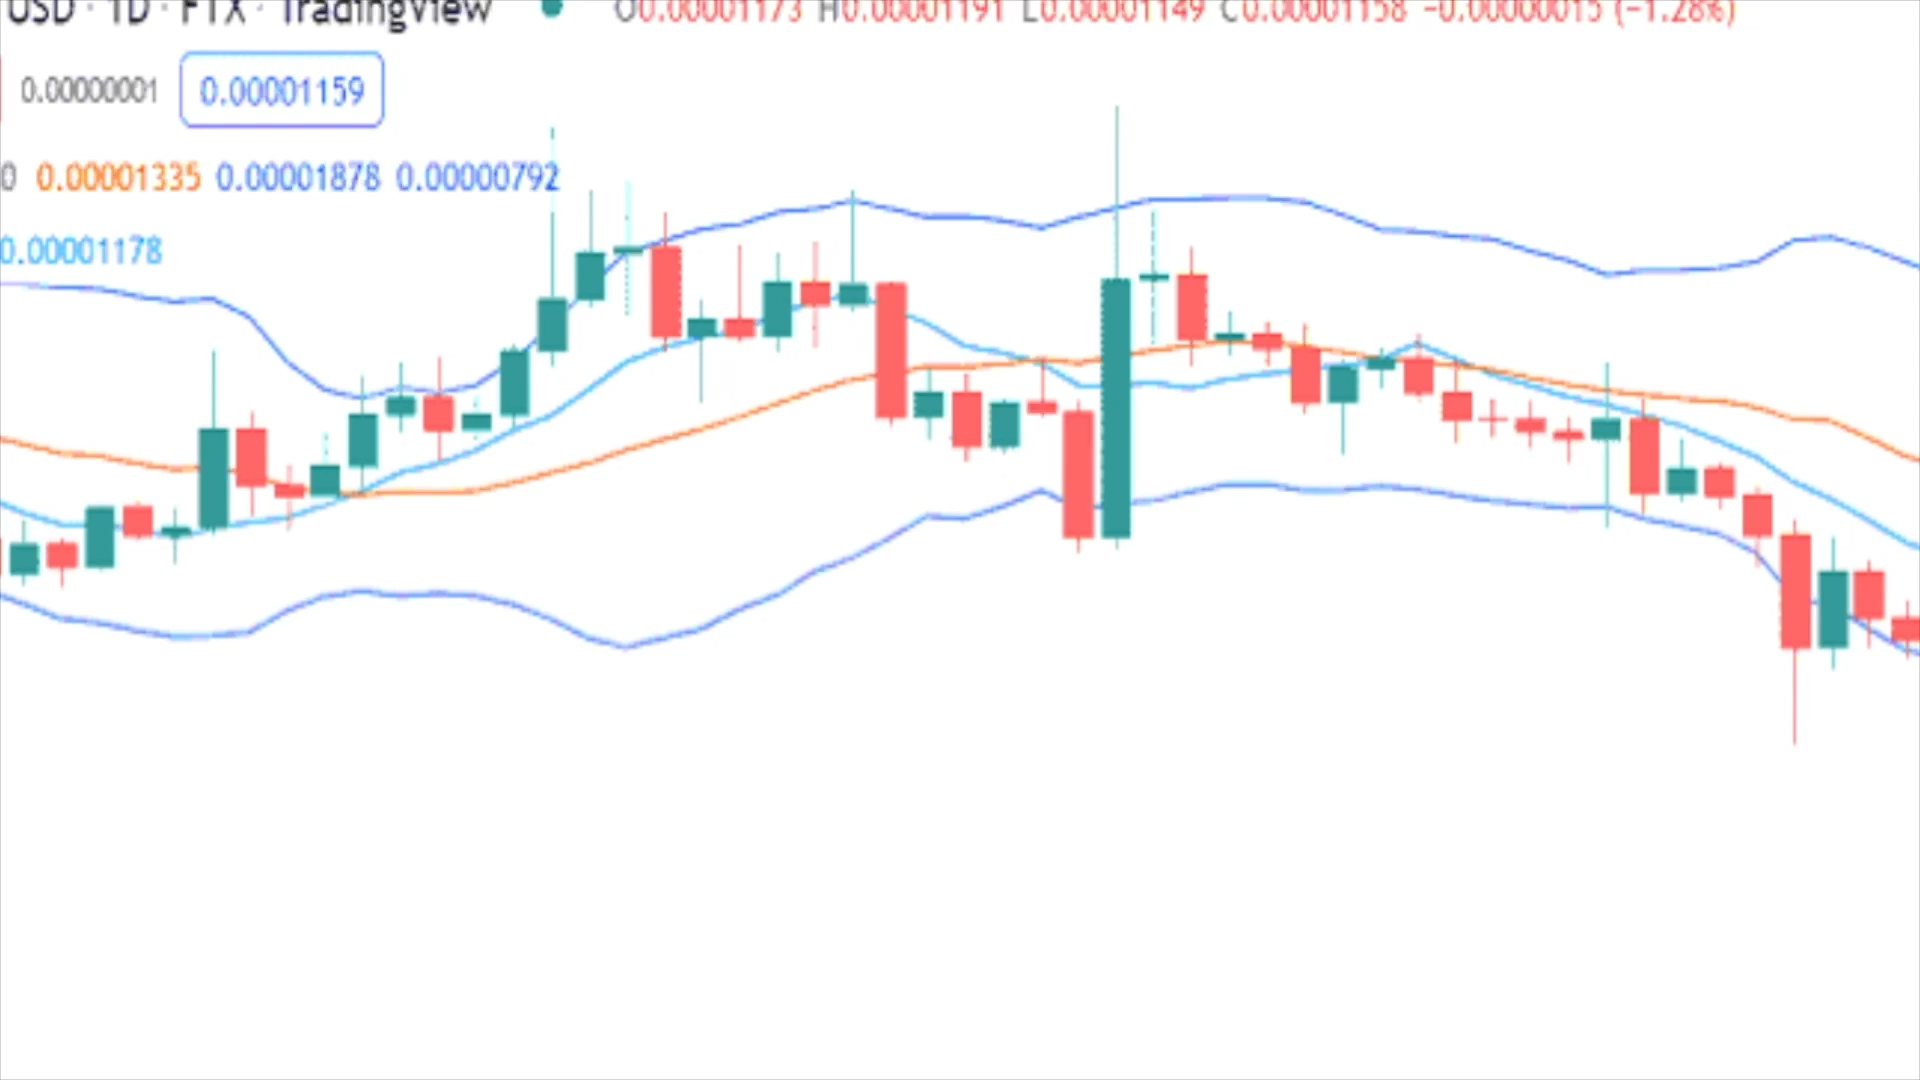 USD · 1D · FTX · TradingView O0.00001173 H0.00001191 L0.00001149 C0.00001158 −0.00000015 (−1.28%)
0.00000001 0.00001159
0 0.00001335 0.00001878 0.00000792
0.00001178